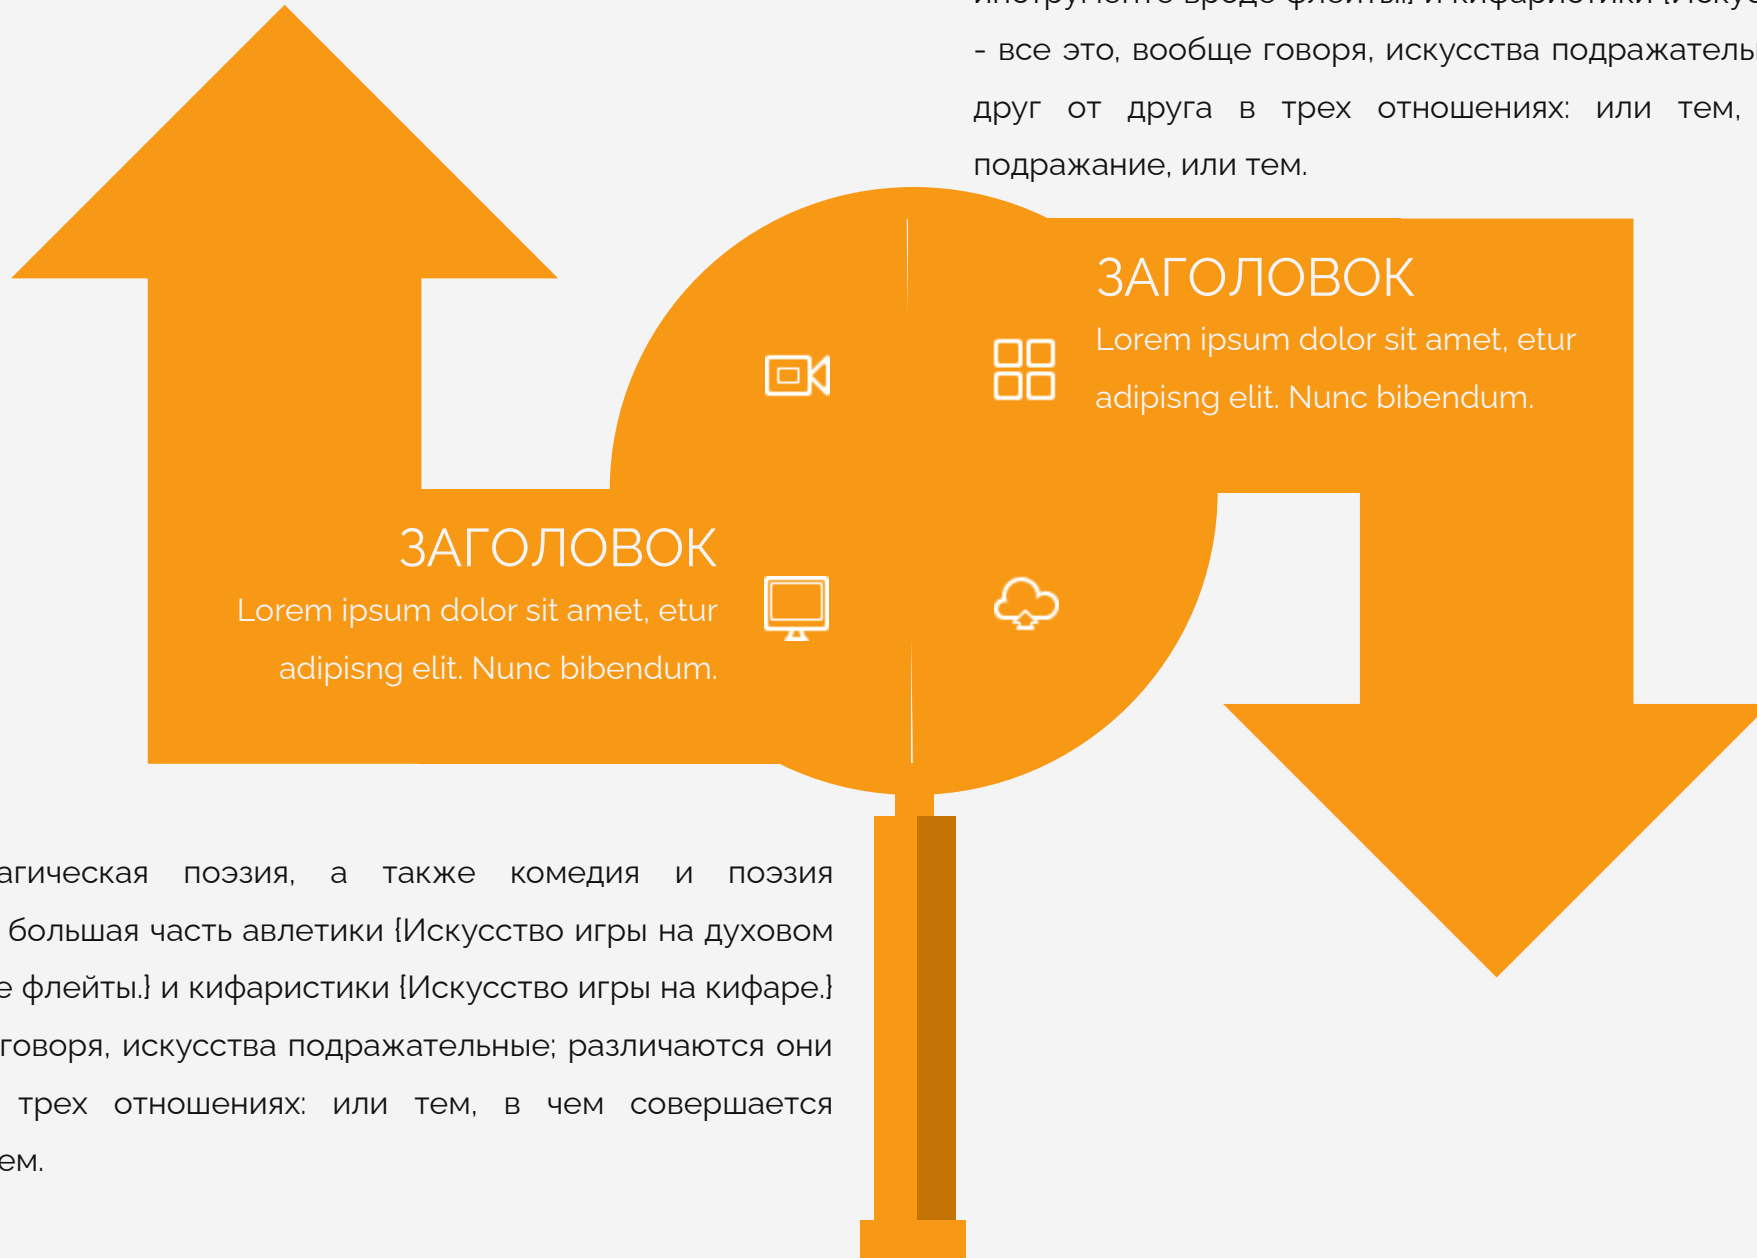 - все это, вообще говоря, искусства
друг от друга в трех отношениях: или тем,
подражание, или тем.
ЗАГОЛОВОК
Lorem ipsum dolor sit amet, etur
adipisng elit. Nunc bibendum.
ЗАГОЛОВОК
Lorem ipsum dolor sit amet, etur
adipisng elit. Nunc bibendum.
поэзия, а также комедия и поэзия
большая часть авлетики {Искусство игры на духовом
флейты.} и кифаристики {Искусство игры на кифаре.}
говоря, искусства подражательные; различаются они
трех отношениях: или тем, в чем совершается